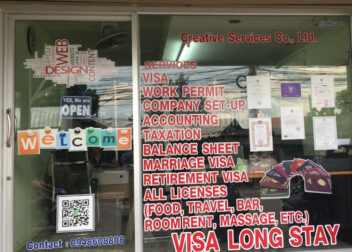 Creative Services Co., Ltd.
WEB
DESIGN
CONTENT
YES, We are
OPEN
Welcome
SERVICES
VISA,
WORK PERMIT
COMPANY SET-UP
ACCOUNTING
TAXATION
BALANCE SHEET
MARRIAGE VISA
RETIREMENT VISA
ALL LICENSES
(FOOD, TRAVEL, BAR,
ROOM RENT, MASSAGE, ETC.)
VISA LONG STAY